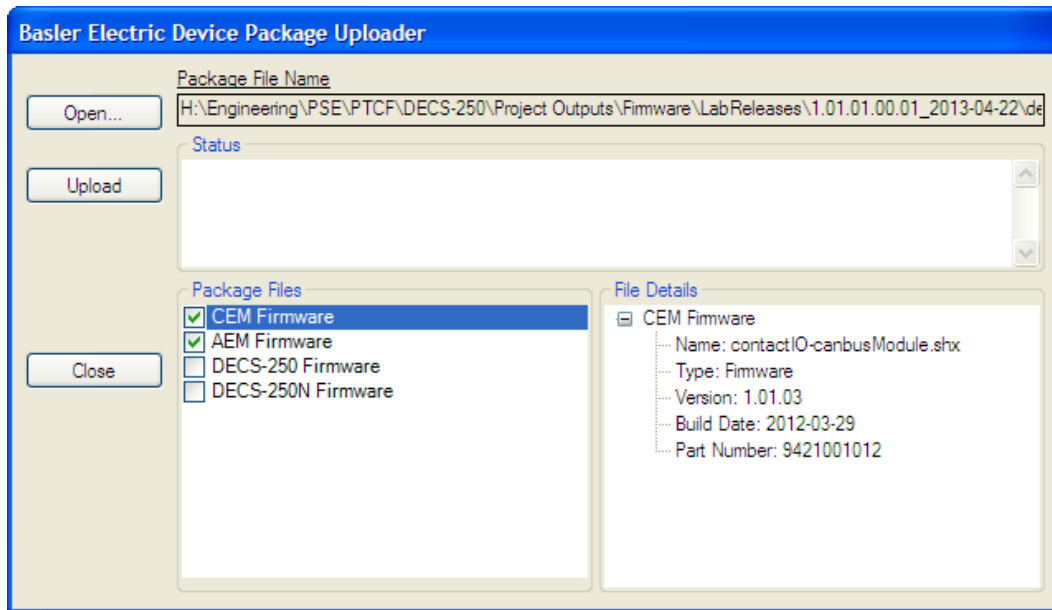 Basler Electric Device Package Uploader
Package File Name
Open...
H:\Engineering\PSE\PTCF\DECS-250\Project Outputs\Firmware\LabReleases\1.01.01.00.01_2013-04-22\de
Status
Upload
Package Files
CEM Firmware
AEM Firmware
DECS-250 Firmware
DECS-250N Firmware
Close
File Details
CEM Firmware
Name: contactIO-canbusModule.shx
Type: Firmware
Version: 1.01.03
Build Date: 2012-03-29
Part Number: 9421001012